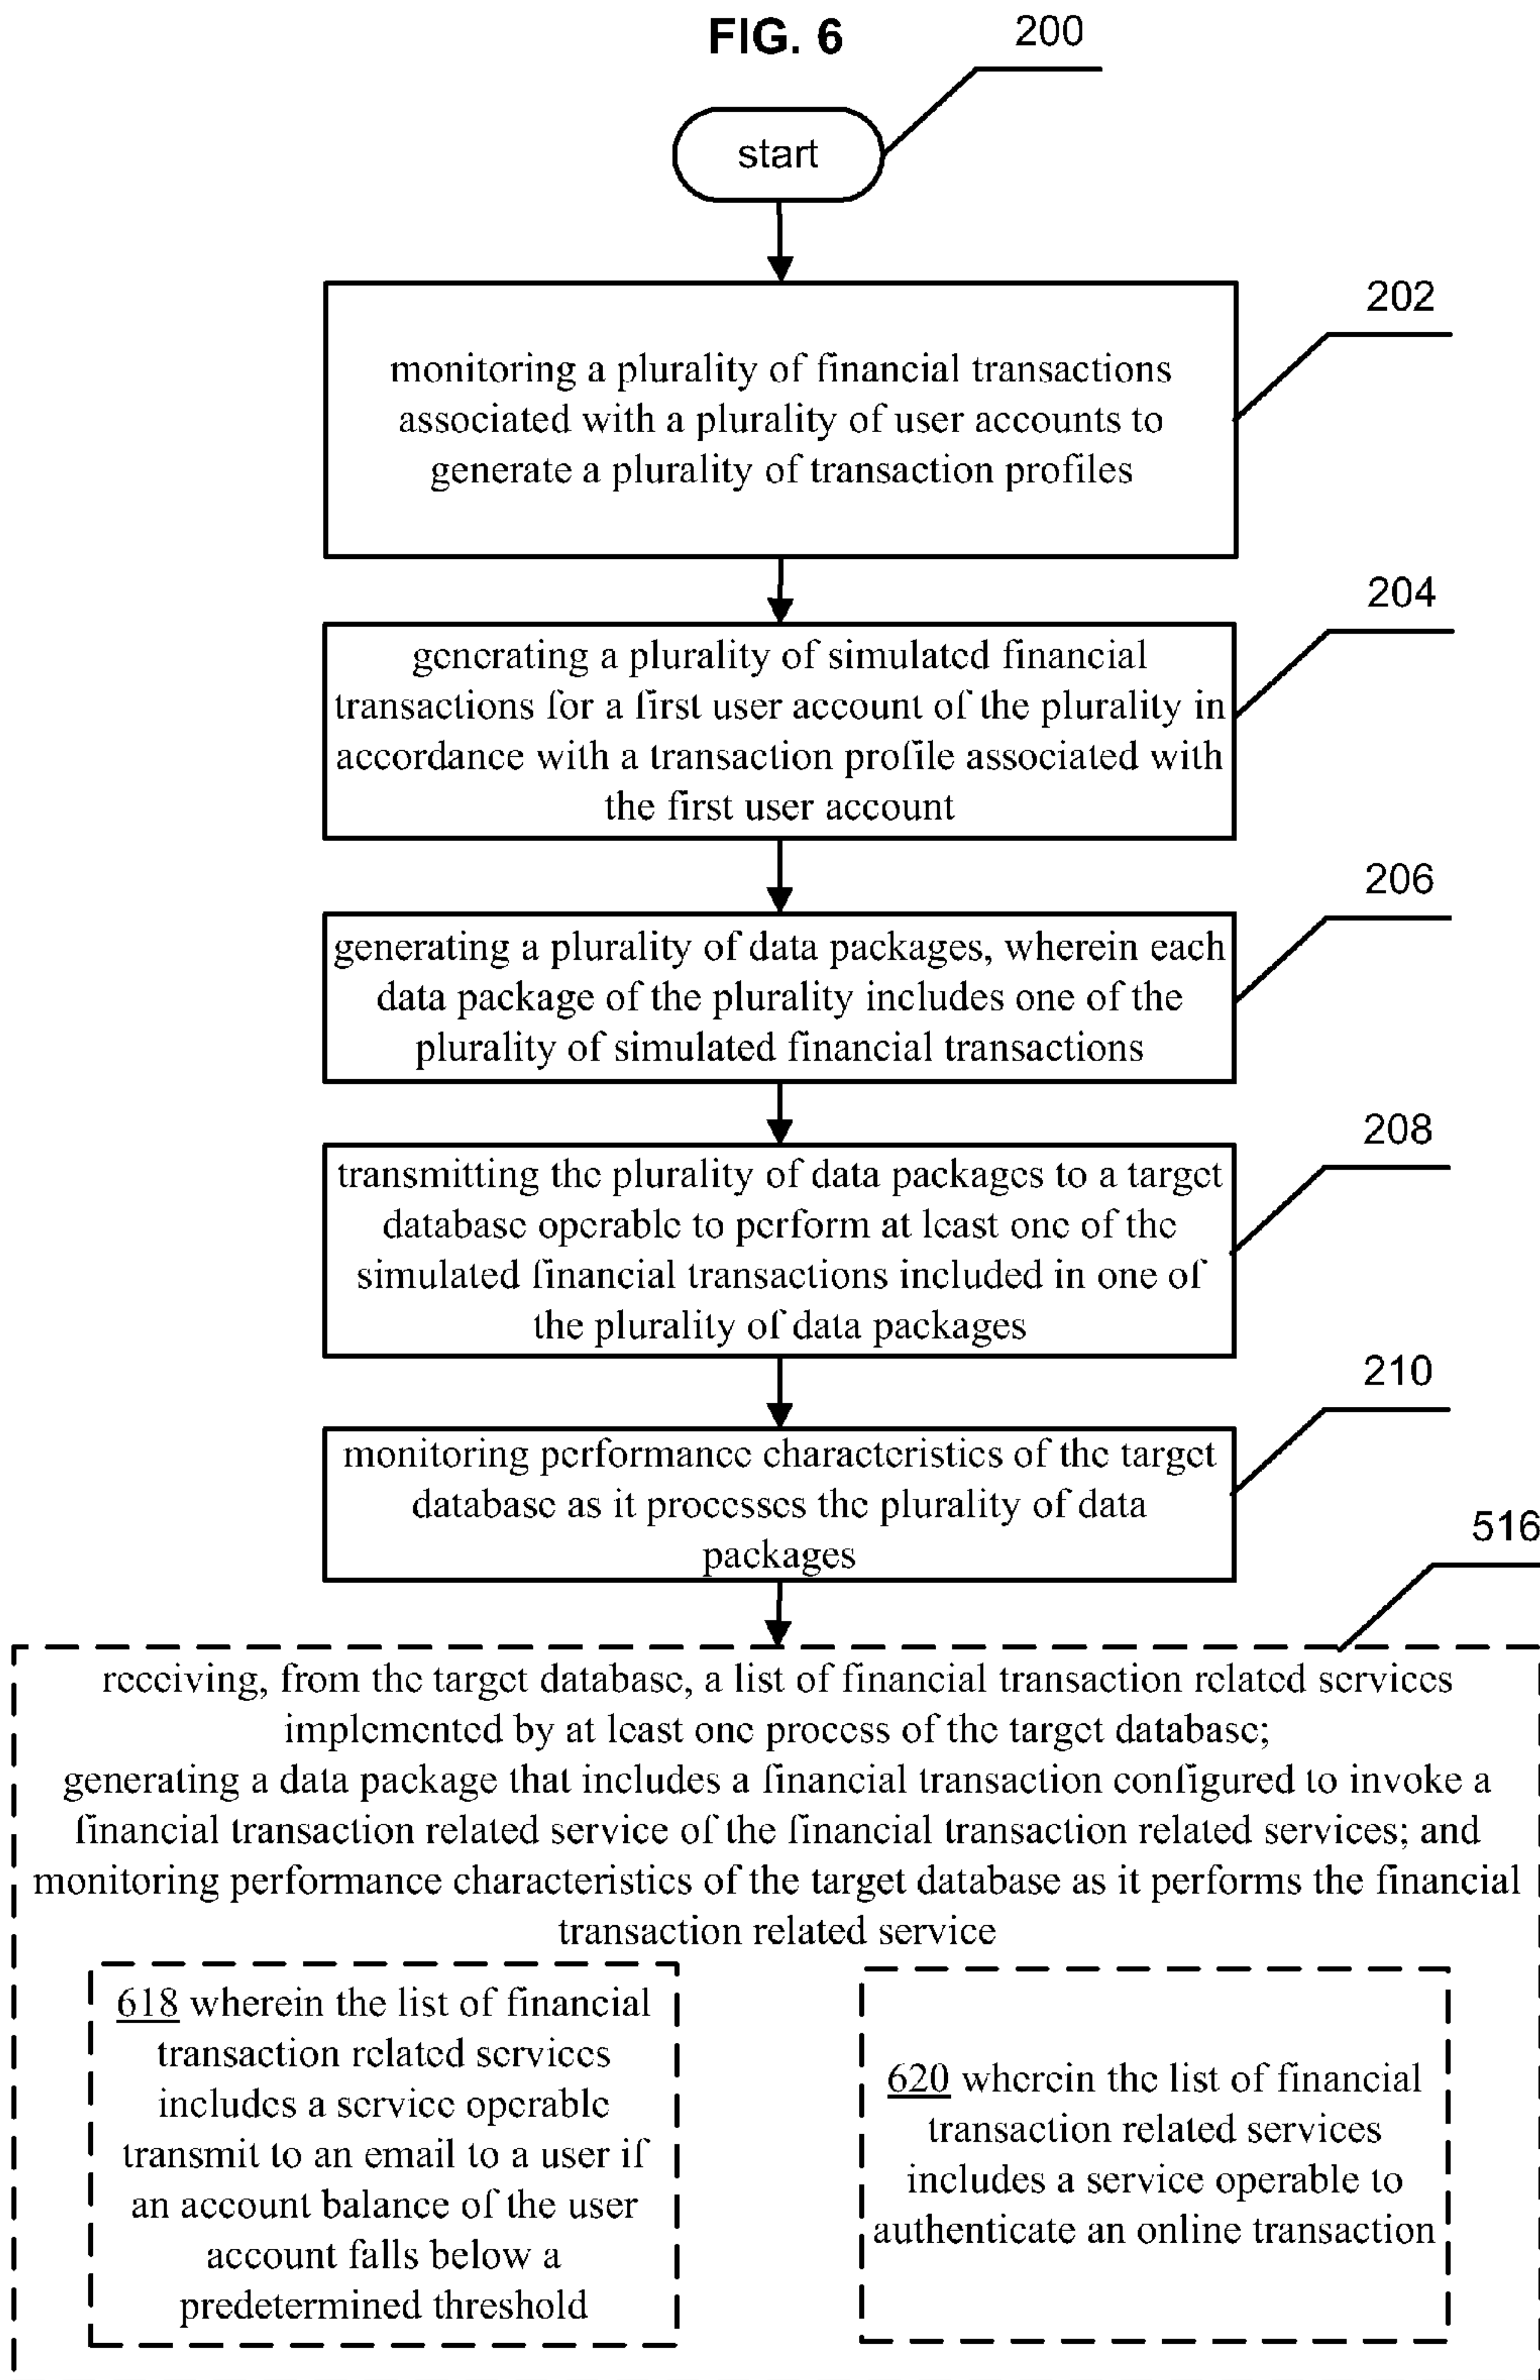 FIG. 6
200
start
202
monitoring a plurality of financial transactions
associated with a plurality of user accounts to
generate a plurality of transaction profiles
204
generating a plurality of simulated financial
transactions for a first user account of the plurality in
accordance with a transaction profile associated with
the first user account
206
generating a plurality of data packages, wherein each
data package of the plurality includes one of the
plurality of simulated financial transactions
208
transmitting the plurality of data packages to a target
database operable to perform at least one of the
simulated financial transactions included in one of
the plurality of data packages
210
monitoring performance characteristics of the target
database as it processes the plurality of data
packages
516
receiving, from the target database, a list of financial transaction related services
implemented by at least one process of the target database;
generating a data package that includes a financial transaction configured to invoke a
financial transaction related service of the financial transaction related services; and
monitoring performance characteristics of the target database as it performs the financial
transaction related service
618 wherein the list of financial
transaction related services
includes a service operable
transmit to an email to a user if
an account balance of the user
account falls below a
predetermined threshold
620 wherein the list of financial
transaction related services
includes a service operable to
authenticate an online transaction